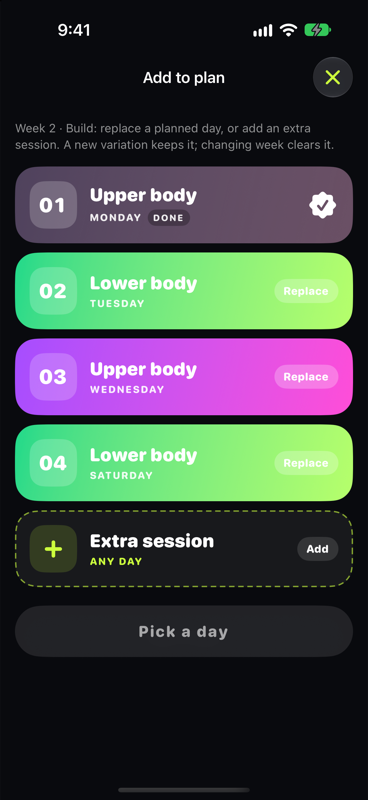 9:41
Add to plan
Week 2 · Build: replace a planned day, or add an extra
session. A new variation keeps it; changing week clears it.
01
Upper body
MONDAY DONE
02
Lower body
TUESDAY
Replace
03
Upper body
WEDNESDAY
Replace
04
Lower body
SATURDAY
Replace
Extra session
ANY DAY
Add
Pick a day